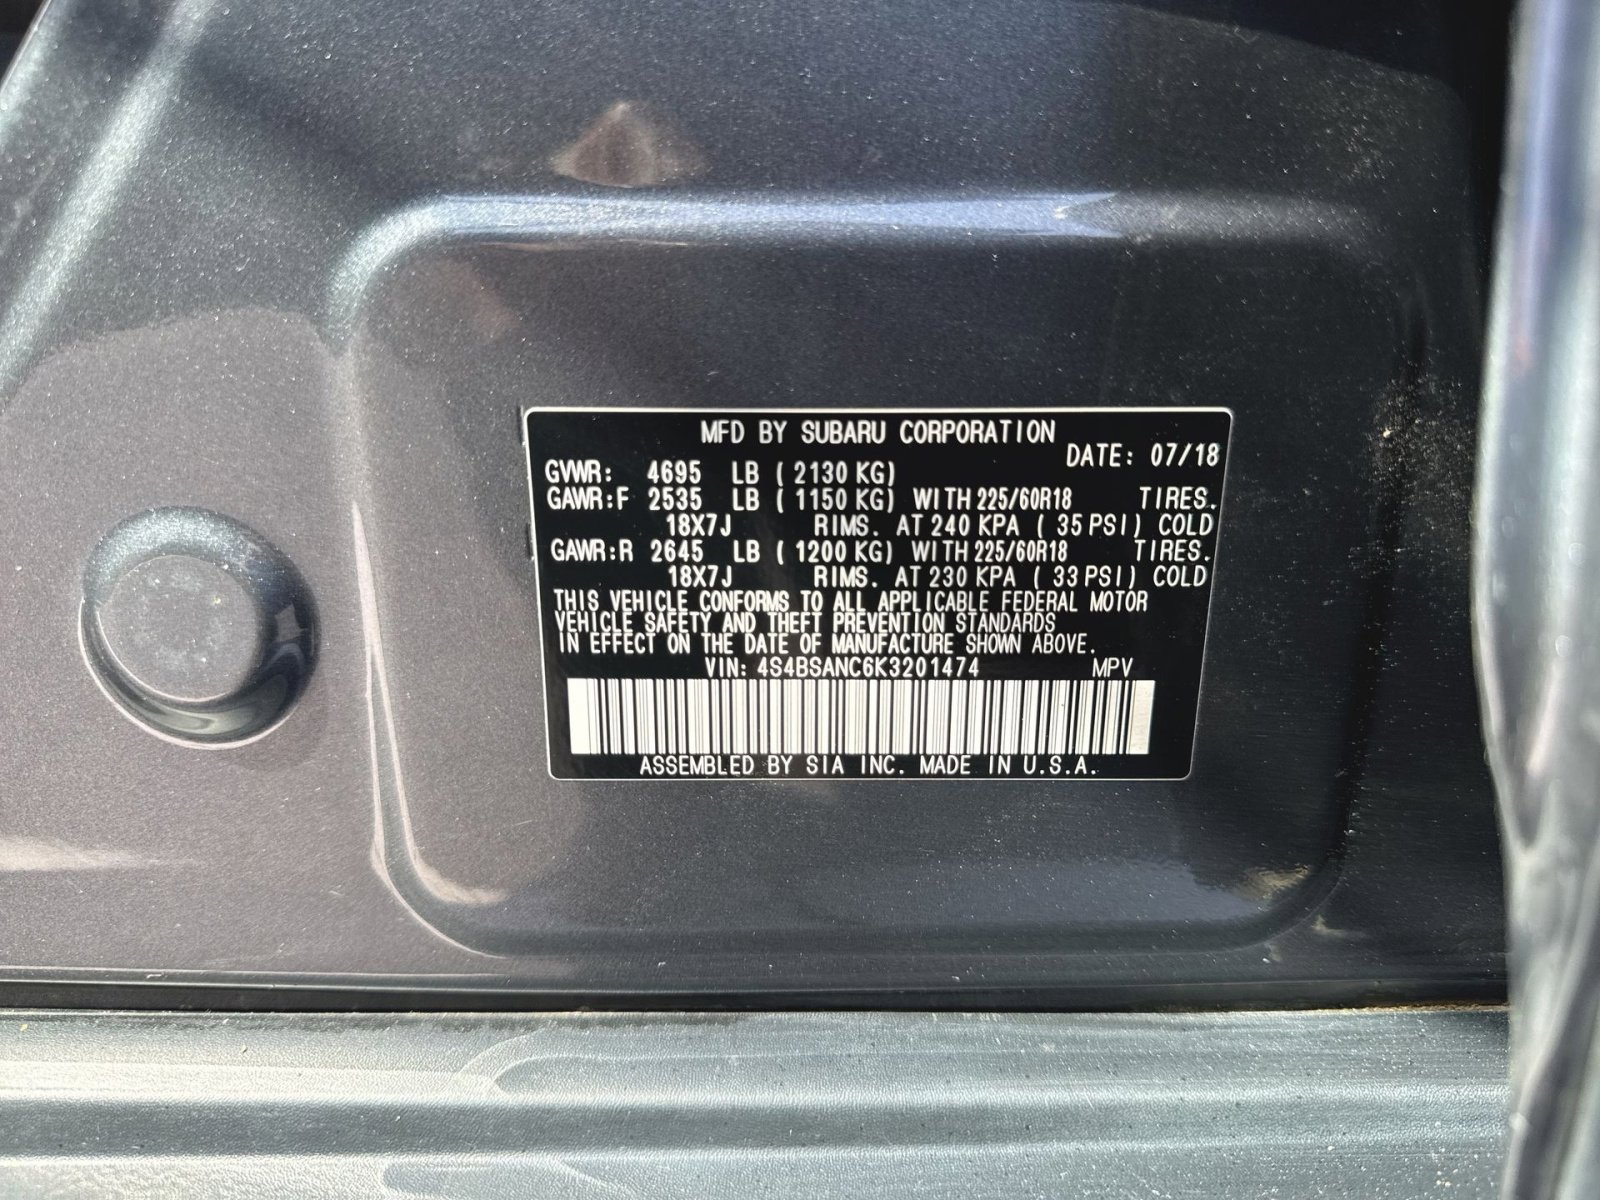 MFD BY SUBARU CORPORATION
DATE: 07/18
GVWR: 4695 LB ( 2130 KG)
GAWR:F 2535 LB ( 1150 KG) WITH 225/60R18 TIRES.
18X7J RIMS. AT 240 KPA ( 35 PSI) COLD
GAWR:R 2645 LB ( 1200 KG) WITH 225/60R18 TIRES.
18X7J RIMS. AT 230 KPA ( 33 PSI) COLD
THIS VEHICLE CONFORMS TO ALL APPLICABLE FEDERAL MOTOR
VEHICLE SAFETY AND THEFT PREVENTION STANDARDS
IN EFFECT ON THE DATE OF MANUFACTURE SHOWN ABOVE.
VIN: 4S4BSANC6K3201474 MPV
ASSEMBLED BY SIA INC. MADE IN U.S.A.